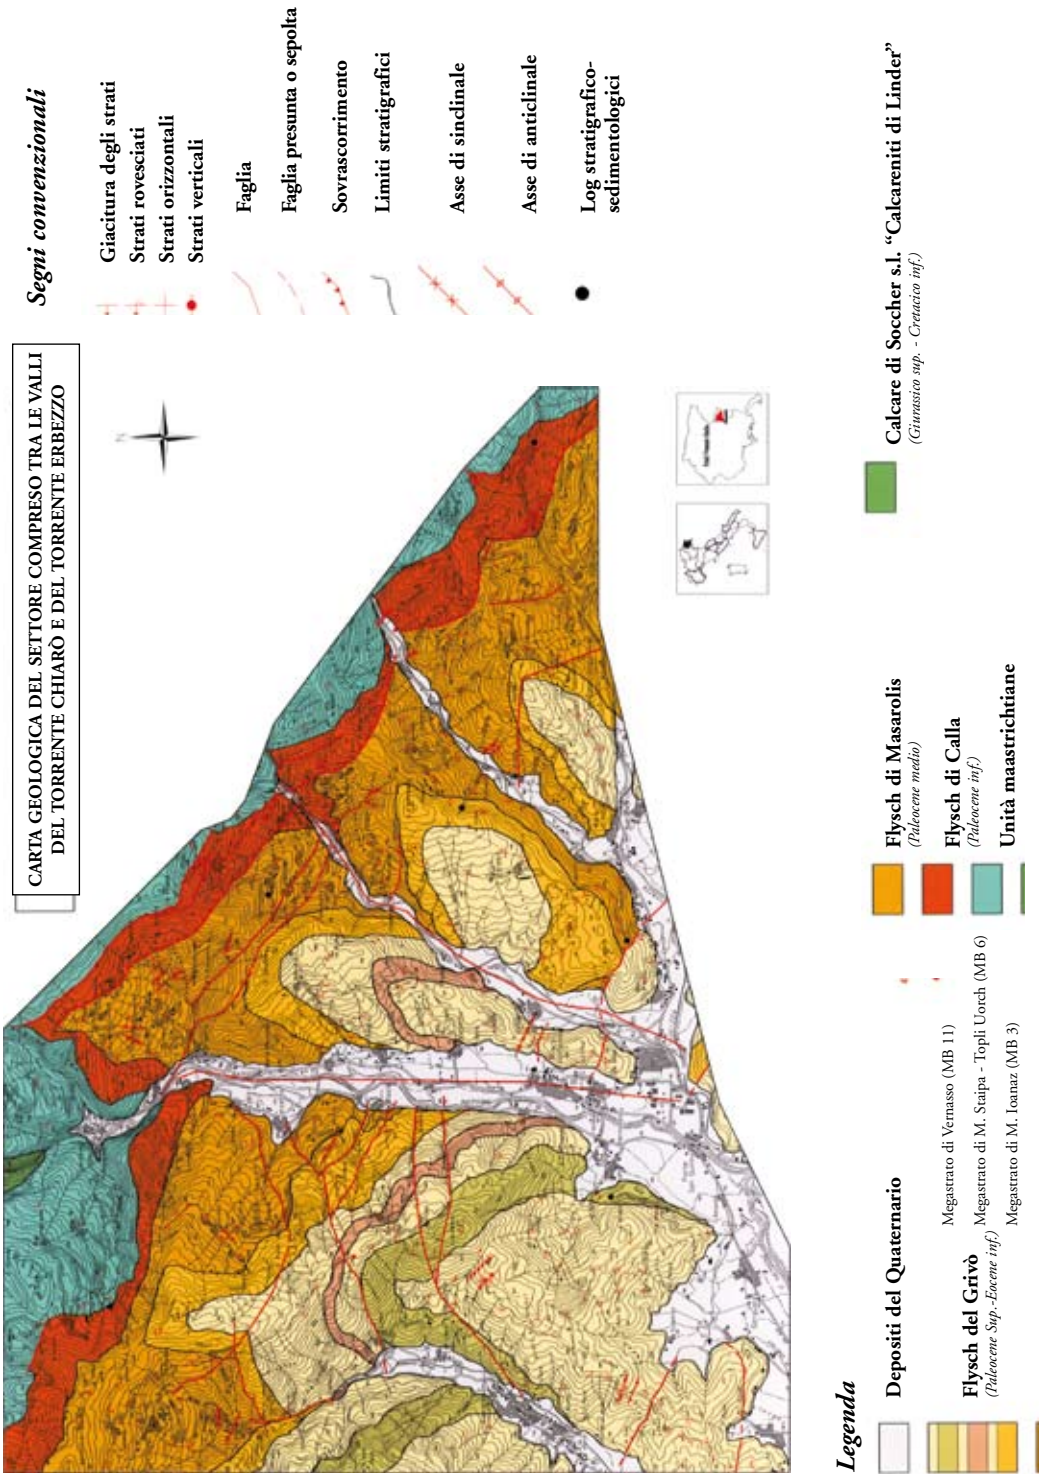 CARTA GEOLOGICA DEL SETTORE COMPRESO TRA LE VALLI
DEL TORRENTE CHIARÒ E DEL TORRENTE ERBEZZO
N
Segni convenzionali
Giacitura degli strati
Strati rovesciati
Strati orizzontali
Strati verticali
Faglia
Faglia presunta o sepolta
Sovrascorrimento
Limiti stratigrafici
Asse di sinclinale
Asse di anticlinale
Log stratigrafico-
sedimentologici
Legenda
Depositi del Quaternario
Flysch del Grivò
(Paleocene Sup.-Eocene inf.)
Megastrato di Vernasso (MB 11)
Megastrato di M. Staipa - Topli Uorch (MB 6)
Megastrato di M. Ioanaz (MB 3)
Flysch di Masarolis
(Paleocene medio)
Flysch di Calla
(Paleocene inf.)
Unità maastrichtiane
Calcare di Soccher s.l. “Calcareniti di Linder”
(Giurassico sup. - Cretacico inf.)